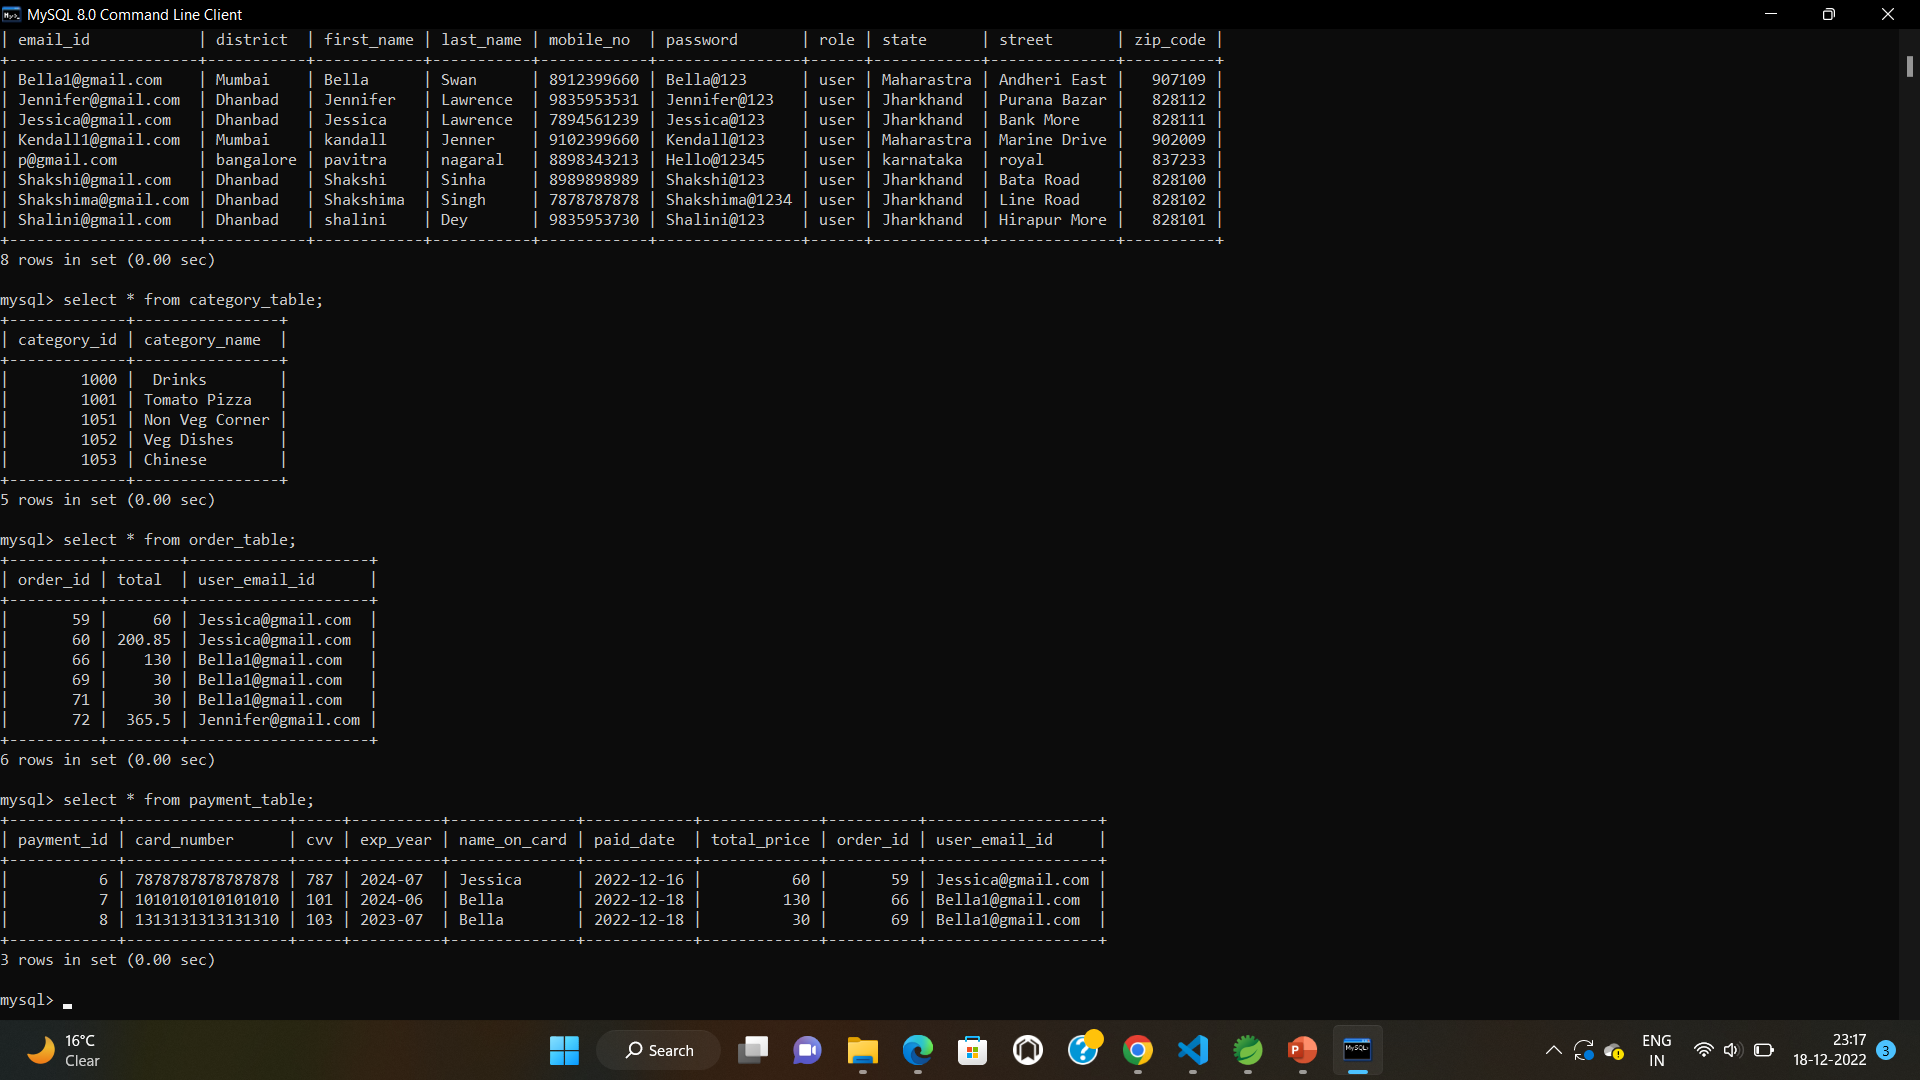 MySQL 8.0 Command Line Client
| email_id            | district  | first_name | last_name | mobile_no  | password       | role | state      | street       | zip_code |
+---------------------+-----------+------------+-----------+------------+----------------+------+------------+--------------+----------+
| Bella1@gmail.com    | Mumbai    | Bella      | Swan      | 8912399660 | Bella@123      | user | Maharastra | Andheri East |   907109 |
| Jennifer@gmail.com  | Dhanbad   | Jennifer   | Lawrence  | 9835953531 | Jennifer@123   | user | Jharkhand  | Purana Bazar |   828112 |
| Jessica@gmail.com   | Dhanbad   | Jessica    | Lawrence  | 7894561239 | Jessica@123    | user | Jharkhand  | Bank More    |   828111 |
| Kendall1@gmail.com  | Mumbai    | kandall    | Jenner    | 9102399660 | Kendall@123    | user | Maharastra | Marine Drive |   902009 |
| p@gmail.com         | bangalore | pavitra    | nagaral   | 8898343213 | Hello@12345    | user | karnataka  | royal        |   837233 |
| Shakshi@gmail.com   | Dhanbad   | Shakshi    | Sinha     | 8989898989 | Shakshi@123    | user | Jharkhand  | Bata Road    |   828100 |
| Shakshima@gmail.com | Dhanbad   | Shakshima  | Singh     | 7878787878 | Shakshima@1234 | user | Jharkhand  | Line Road    |   828102 |
| Shalini@gmail.com   | Dhanbad   | shalini    | Dey       | 9835953730 | Shalini@123    | user | Jharkhand  | Hirapur More |   828101 |
+---------------------+-----------+------------+-----------+------------+----------------+------+------------+--------------+----------+
8 rows in set (0.00 sec)
mysql> select * from category_table;
+-------------+----------------+
| category_id | category_name  |
+-------------+----------------+
|        1000 |  Drinks        |
|        1001 | Tomato Pizza   |
|        1051 | Non Veg Corner |
|        1052 | Veg Dishes     |
|        1053 | Chinese        |
+-------------+----------------+
5 rows in set (0.00 sec)
mysql> select * from order_table;
+----------+--------+--------------------+
| order_id | total  | user_email_id      |
+----------+--------+--------------------+
|       59 |     60 | Jessica@gmail.com  |
|       60 | 200.85 | Jessica@gmail.com  |
|       66 |    130 | Bella1@gmail.com   |
|       69 |     30 | Bella1@gmail.com   |
|       71 |     30 | Bella1@gmail.com   |
|       72 |  365.5 | Jennifer@gmail.com |
+----------+--------+--------------------+
6 rows in set (0.00 sec)
mysql> select * from payment_table;
+------------+------------------+-----+----------+--------------+------------+-------------+----------+-------------------+
| payment_id | card_number      | cvv | exp_year | name_on_card | paid_date  | total_price | order_id | user_email_id     |
+------------+------------------+-----+----------+--------------+------------+-------------+----------+-------------------+
|          6 | 7878787878787878 | 787 | 2024-07  | Jessica      | 2022-12-16 |          60 |       59 | Jessica@gmail.com |
|          7 | 1010101010101010 | 101 | 2024-06  | Bella        | 2022-12-18 |         130 |       66 | Bella1@gmail.com  |
|          8 | 1313131313131310 | 103 | 2023-07  | Bella        | 2022-12-18 |          30 |       69 | Bella1@gmail.com  |
+------------+------------------+-----+----------+--------------+------------+-------------+----------+-------------------+
3 rows in set (0.00 sec)
mysql>
16°C
Clear
Search
ENG
IN
23:17
18-12-2022
3